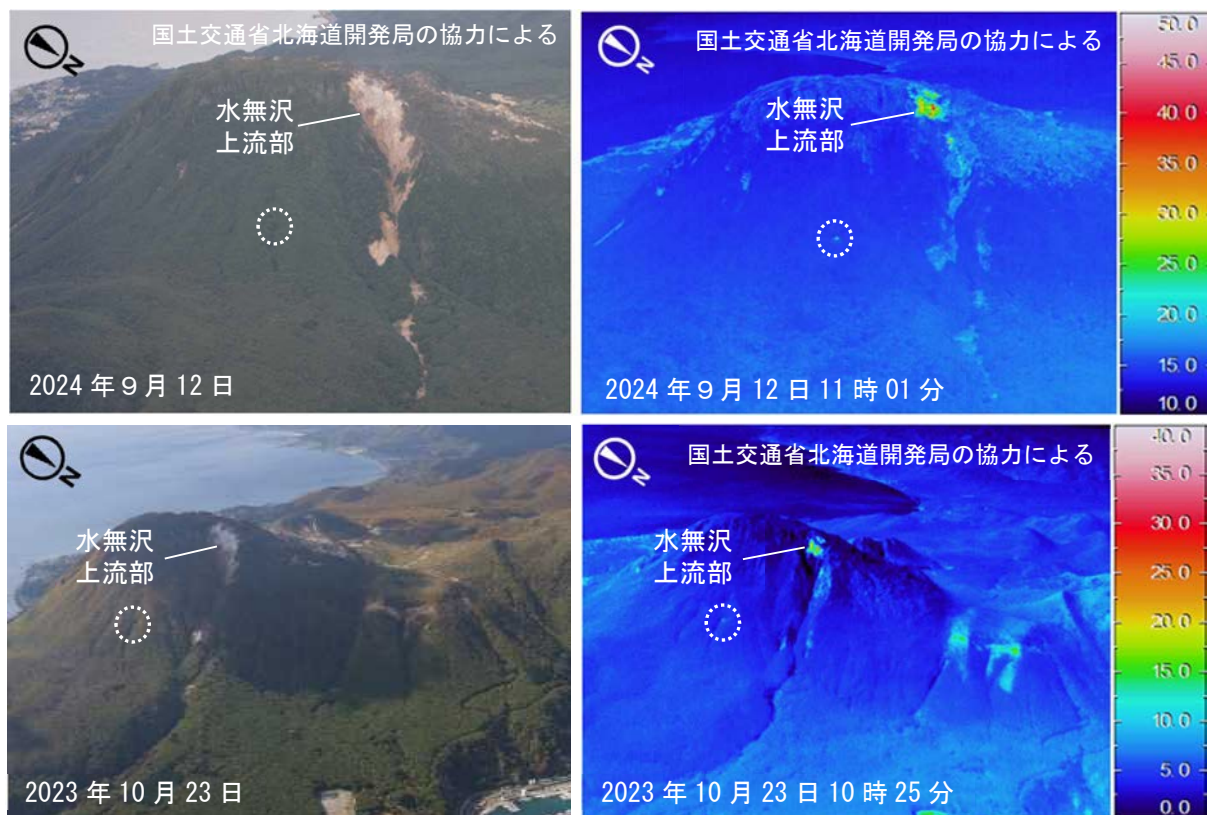 国土交通省北海道開発局の協力による
N
水無沢
上流部
2024年9月12日
国土交通省北海道開発局の協力による
N
水無沢
上流部
2024年9月12日11時01分
50.0
45.0
40.0
35.0
30.0
25.0
20.0
15.0
10.0
N
水無沢
上流部
2023年10月23日
国土交通省北海道開発局の協力による
N
水無沢
上流部
2023年10月23日10時25分
40.0
35.0
30.0
25.0
20.0
15.0
10.0
5.0
0.0